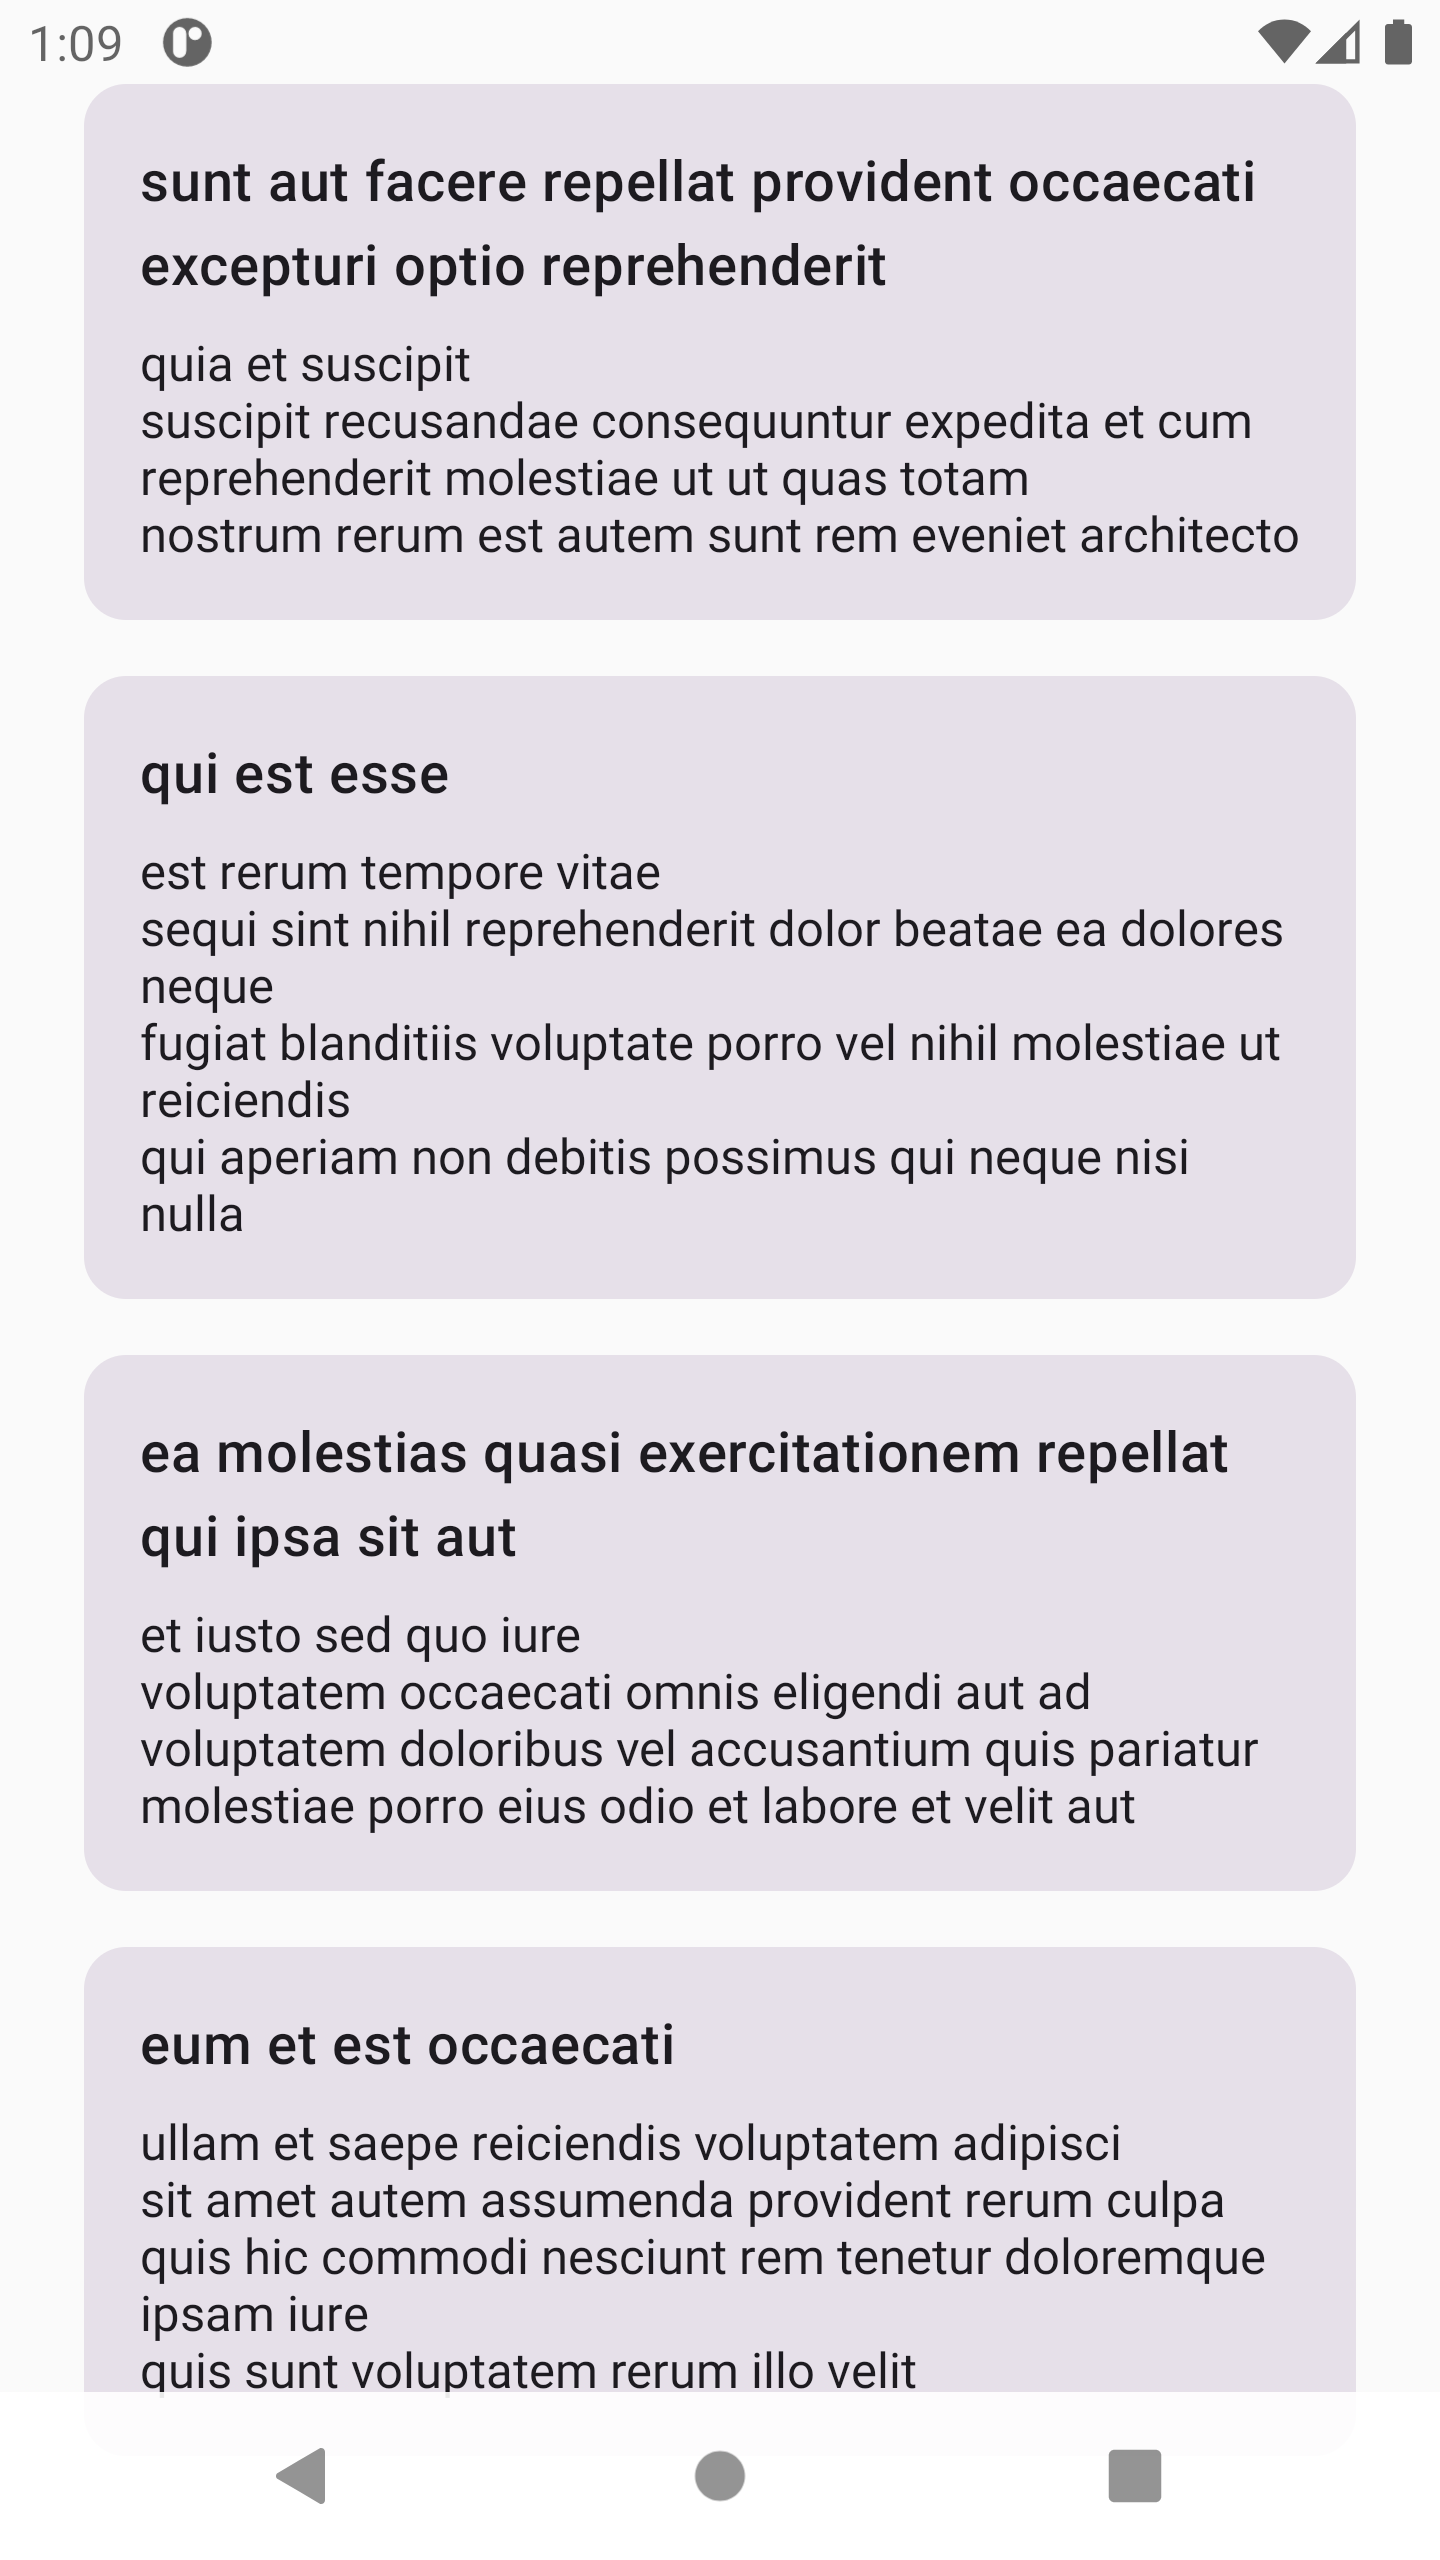 1:09
sunt aut facere repellat provident occaecati
excepturi optio reprehenderit
quia et suscipit
suscipit recusandae consequuntur expedita et cum
reprehenderit molestiae ut ut quas totam
nostrum rerum est autem sunt rem eveniet architecto
qui est esse
est rerum tempore vitae
sequi sint nihil reprehenderit dolor beatae ea dolores
neque
fugiat blanditiis voluptate porro vel nihil molestiae ut
reiciendis
qui aperiam non debitis possimus qui neque nisi
nulla
ea molestias quasi exercitationem repellat
qui ipsa sit aut
et iusto sed quo iure
voluptatem occaecati omnis eligendi aut ad
voluptatem doloribus vel accusantium quis pariatur
molestiae porro eius odio et labore et velit aut
eum et est occaecati
ullam et saepe reiciendis voluptatem adipisci
sit amet autem assumenda provident rerum culpa
quis hic commodi nesciunt rem tenetur doloremque
ipsam iure
quis sunt voluptatem rerum illo velit